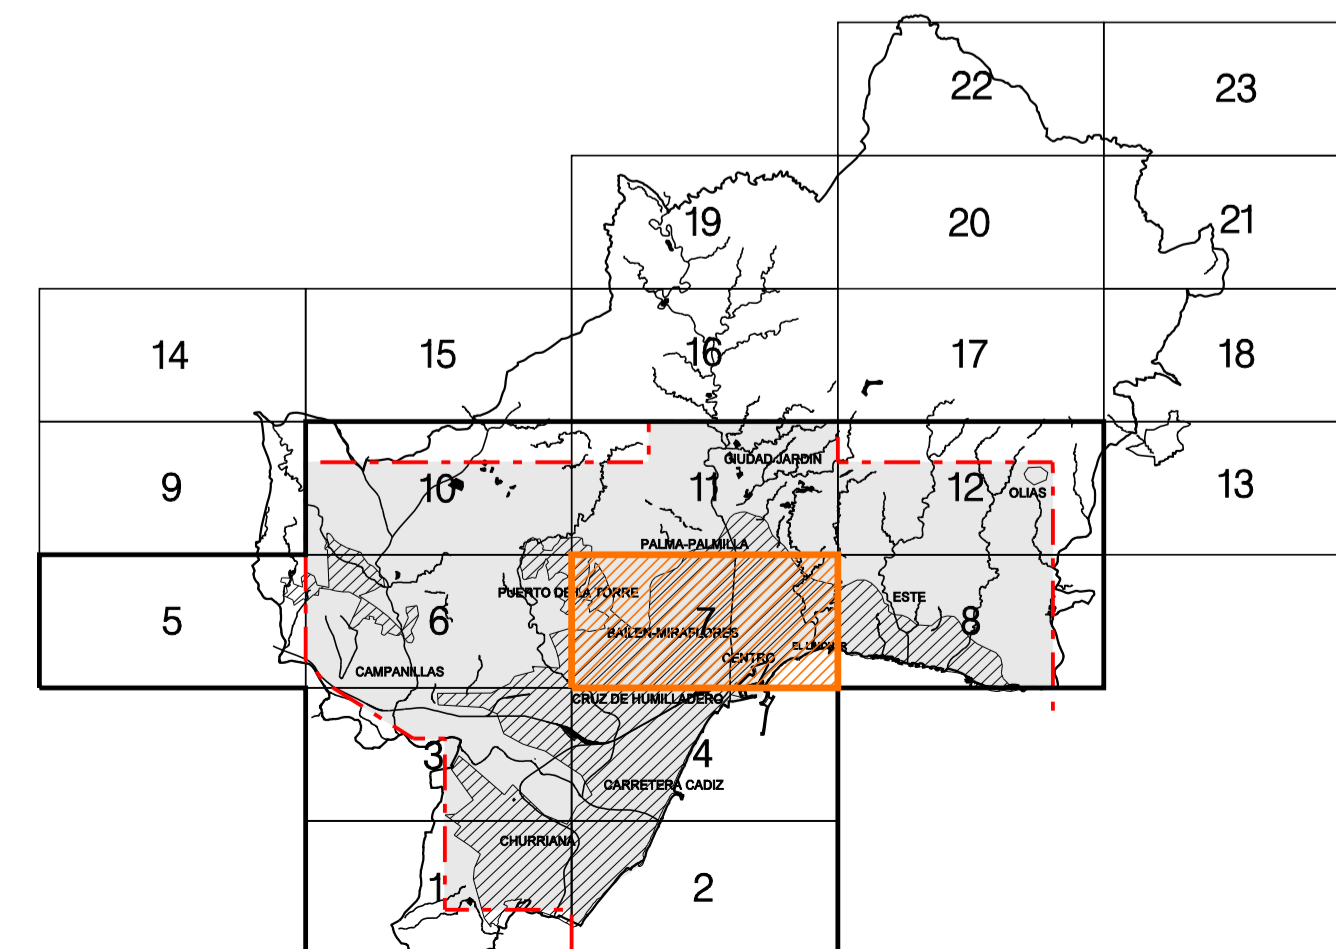 22
23
19
20
21
14
15
16
17
18
CIUDAD JARDIN
9
10
11
12
OLIAS
13
PALMA-PALMILLA
PUERTO DE LA TORRE
ESTE
5
6
7
8
BAILEN-MIRAFLORES
CENTRO
CAMPANILLAS
CRUZ DE HUMILLADERO
3
4
CARRETERA CADIZ
CHURRIANA
1
2